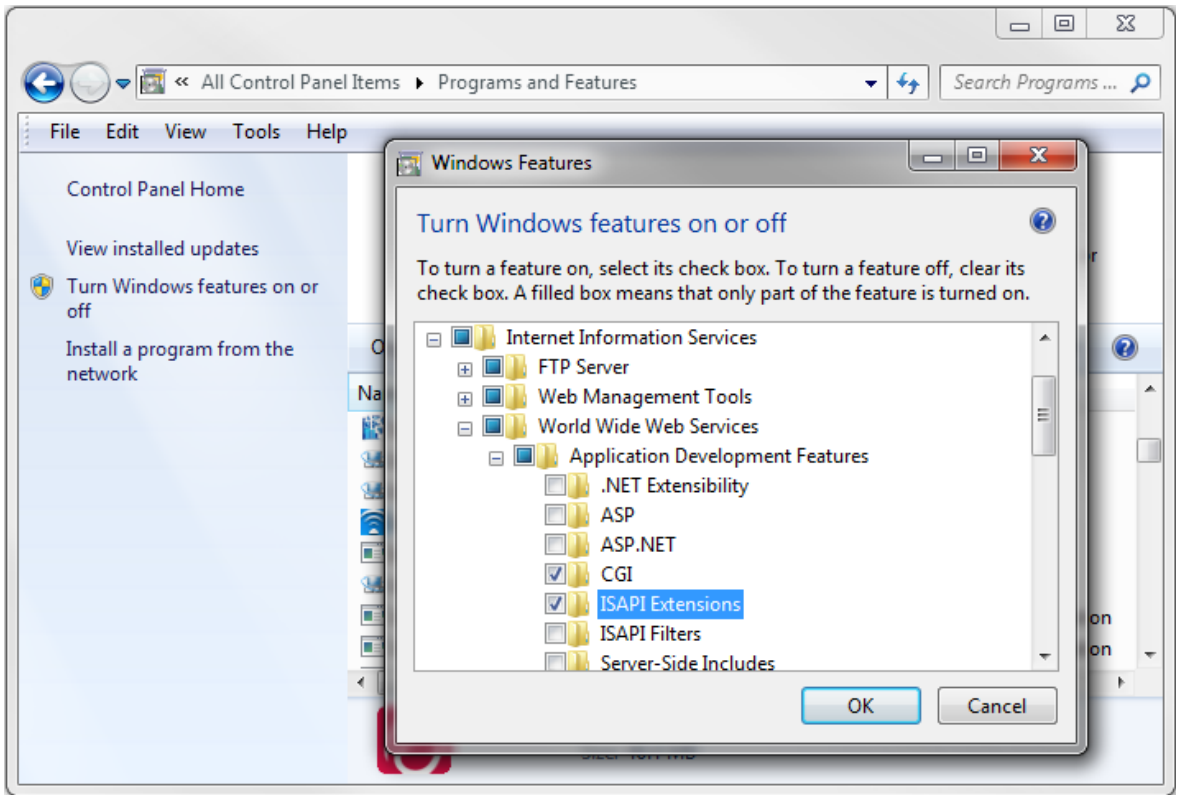 « All Control Panel Items ▸ Programs and Features
Search Programs ...
File Edit View Tools Help
Control Panel Home
View installed updates
Turn Windows features on or
off
Install a program from the
network
Windows Features
Turn Windows features on or off
To turn a feature on, select its check box. To turn a feature off, clear its
check box. A filled box means that only part of the feature is turned on.
Internet Information Services
FTP Server
Web Management Tools
World Wide Web Services
Application Development Features
.NET Extensibility
ASP
ASP.NET
CGI
ISAPI Extensions
ISAPI Filters
Server-Side Includes
OK Cancel